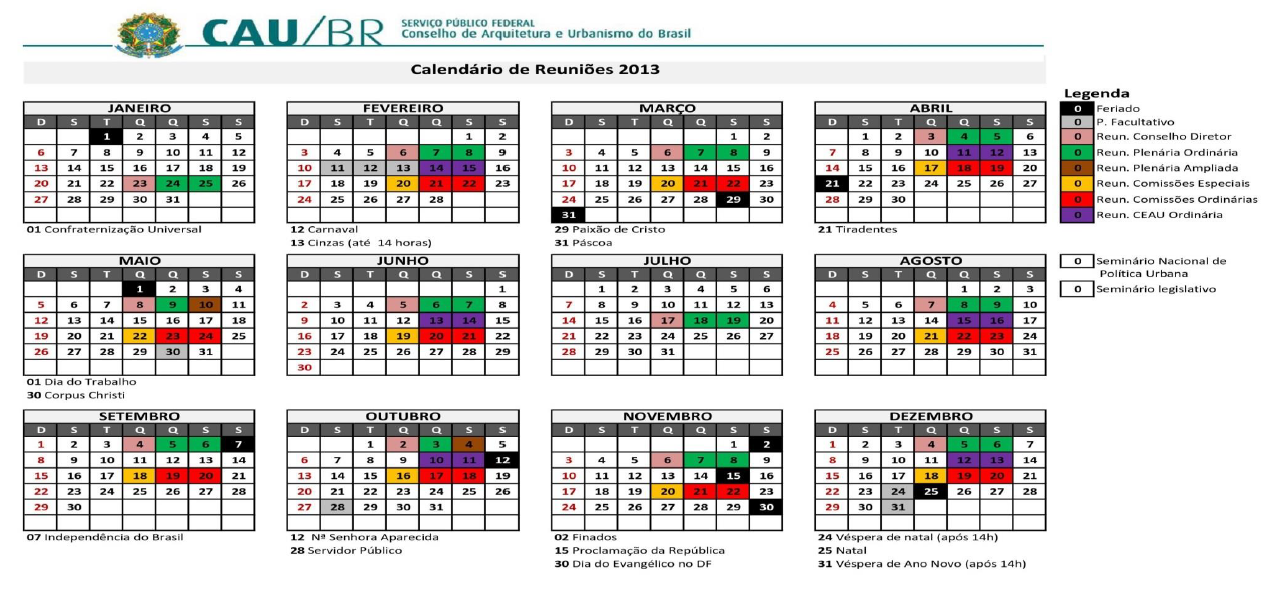 CAU/BR
SERVIÇO PÚBLICO FEDERAL
Conselho de Arquitetura e Urbanismo do Brasil
Calendário de Reuniões 2013
JANEIRO
D S T Q Q S S
1 2 3 4 5
6 7 8 9 10 11 12
13 14 15 16 17 18 19
20 21 22 23 24 25 26
27 28 29 30 31
01 Confraternização Universal
FEVEREIRO
D S T Q Q S S
1 2
3 4 5 6 7 8 9
10 11 12 13 14 15 16
17 18 19 20 21 22 23
24 25 26 27 28
12 Carnaval
13 Cinzas (até 14 horas)
MARÇO
D S T Q Q S S
1 2
3 4 5 6 7 8 9
10 11 12 13 14 15 16
17 18 19 20 21 22 23
24 25 26 27 28 29 30
31
29 Paixão de Cristo
31 Páscoa
ABRIL
D S T Q Q S S
1 2 3 4 5 6
7 8 9 10 11 12 13
14 15 16 17 18 19 20
21 22 23 24 25 26 27
28 29 30
21 Tiradentes
Legenda
0 Feriado
0 P. Facultativo
0 Reun. Conselho Diretor
0 Reun. Plenária Ordinária
0 Reun. Plenária Ampliada
0 Reun. Comissões Especiais
0 Reun. Comissões Ordinárias
0 Reun. CEAU Ordinária
0 Seminário Nacional de
Política Urbana
0 Seminário legislativo
MAIO
D S T Q Q S S
1 2 3 4
5 6 7 8 9 10 11
12 13 14 15 16 17 18
19 20 21 22 23 24 25
26 27 28 29 30 31
01 Dia do Trabalho
30 Corpus Christi
JUNHO
D S T Q Q S S
1
2 3 4 5 6 7 8
9 10 11 12 13 14 15
16 17 18 19 20 21 22
23 24 25 26 27 28 29
30
JULHO
D S T Q Q S S
1 2 3 4 5 6
7 8 9 10 11 12 13
14 15 16 17 18 19 20
21 22 23 24 25 26 27
28 29 30 31
AGOSTO
D S T Q Q S S
1 2 3
4 5 6 7 8 9 10
11 12 13 14 15 16 17
18 19 20 21 22 23 24
25 26 27 28 29 30 31
SETEMBRO
D S T Q Q S S
1 2 3 4 5 6 7
8 9 10 11 12 13 14
15 16 17 18 19 20 21
22 23 24 25 26 27 28
29 30
07 Independência do Brasil
OUTUBRO
D S T Q Q S S
1 2 3 4 5
6 7 8 9 10 11 12
13 14 15 16 17 18 19
20 21 22 23 24 25 26
27 28 29 30 31
12 Nª Senhora Aparecida
28 Servidor Público
NOVEMBRO
D S T Q Q S S
1 2
3 4 5 6 7 8 9
10 11 12 13 14 15 16
17 18 19 20 21 22 23
24 25 26 27 28 29 30
02 Finados
15 Proclamação da República
30 Dia do Evangélico no DF
DEZEMBRO
D S T Q Q S S
1 2 3 4 5 6 7
8 9 10 11 12 13 14
15 16 17 18 19 20 21
22 23 24 25 26 27 28
29 30 31
24 Véspera de natal (após 14h)
25 Natal
31 Véspera de Ano Novo (após 14h)